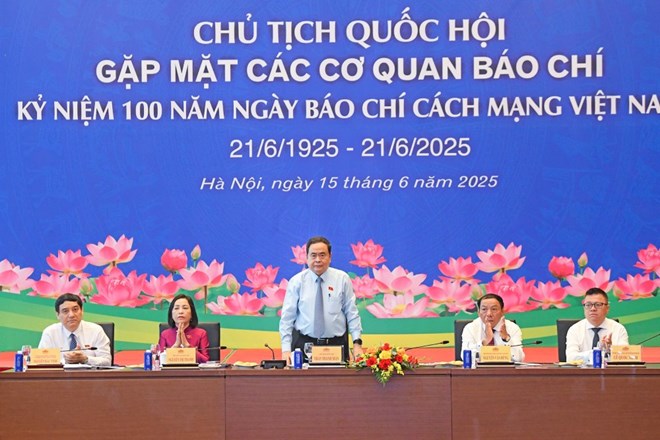 CHỦ TỊCH QUỐC HỘI
GẶP MẶT CÁC CƠ QUAN BÁO CHÍ
KỶ NIỆM 100 NĂM NGÀY BÁO CHÍ CÁCH MẠNG VIỆT NA
21/6/1925 - 21/6/2025
Hà Nội, ngày 15 tháng 6 năm 2025